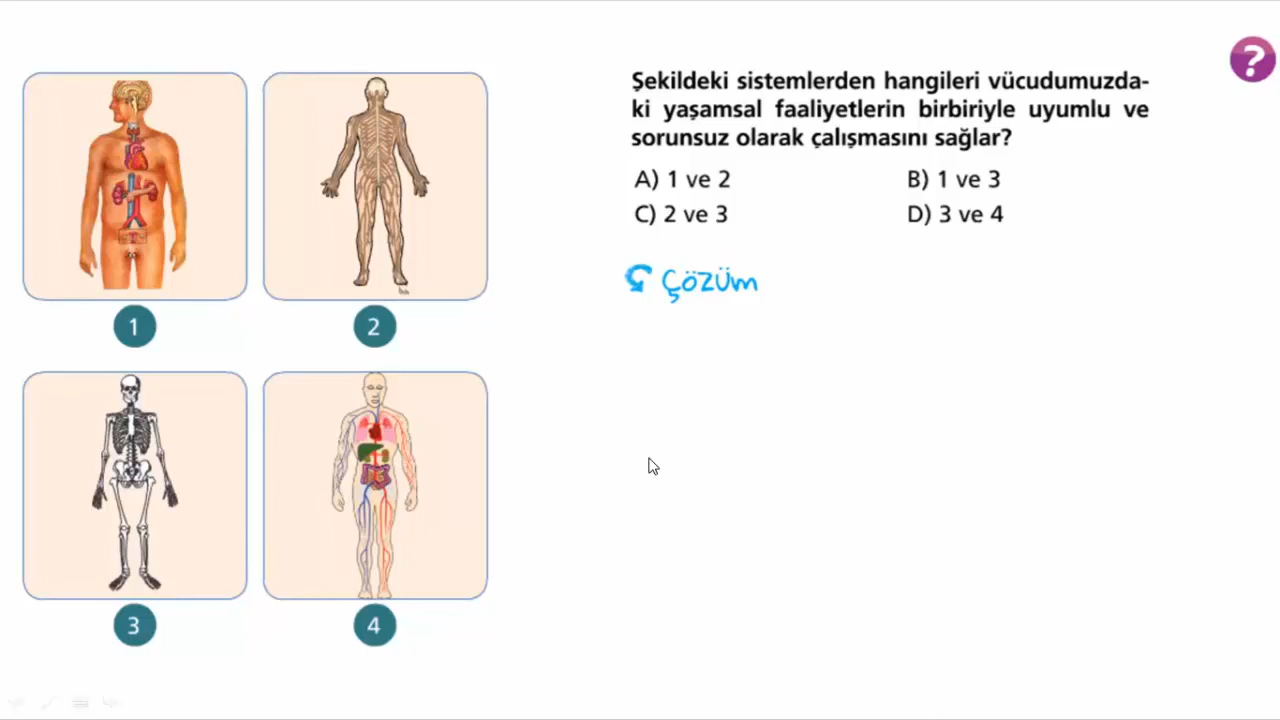 ?
Şekildeki sistemlerden hangileri vücudumuzda-
ki yaşamsal faaliyetlerin birbiriyle uyumlu ve
sorunsuz olarak çalışmasını sağlar?
A) 1 ve 2
B) 1 ve 3
C) 2 ve 3
D) 3 ve 4
Çözüm
1
2
3
4